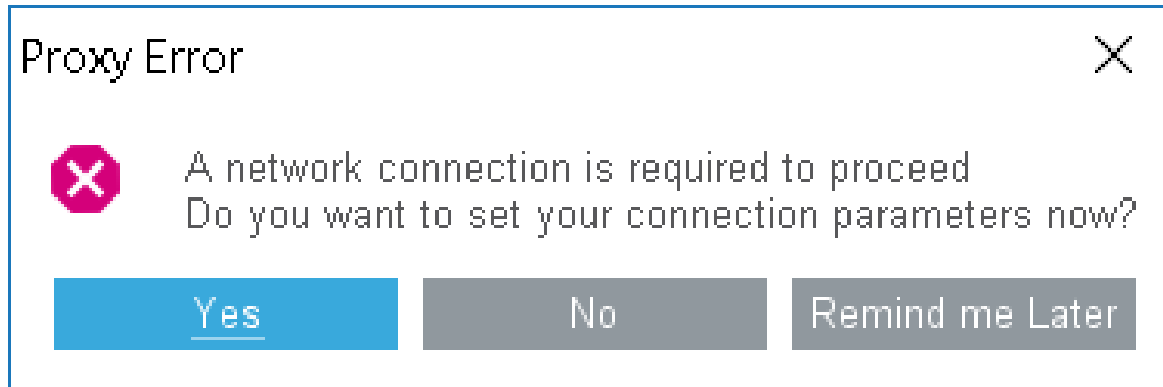 Proxy Error
A network connection is required to proceed
Do you want to set your connection parameters now?
Yes
No
Remind me Later